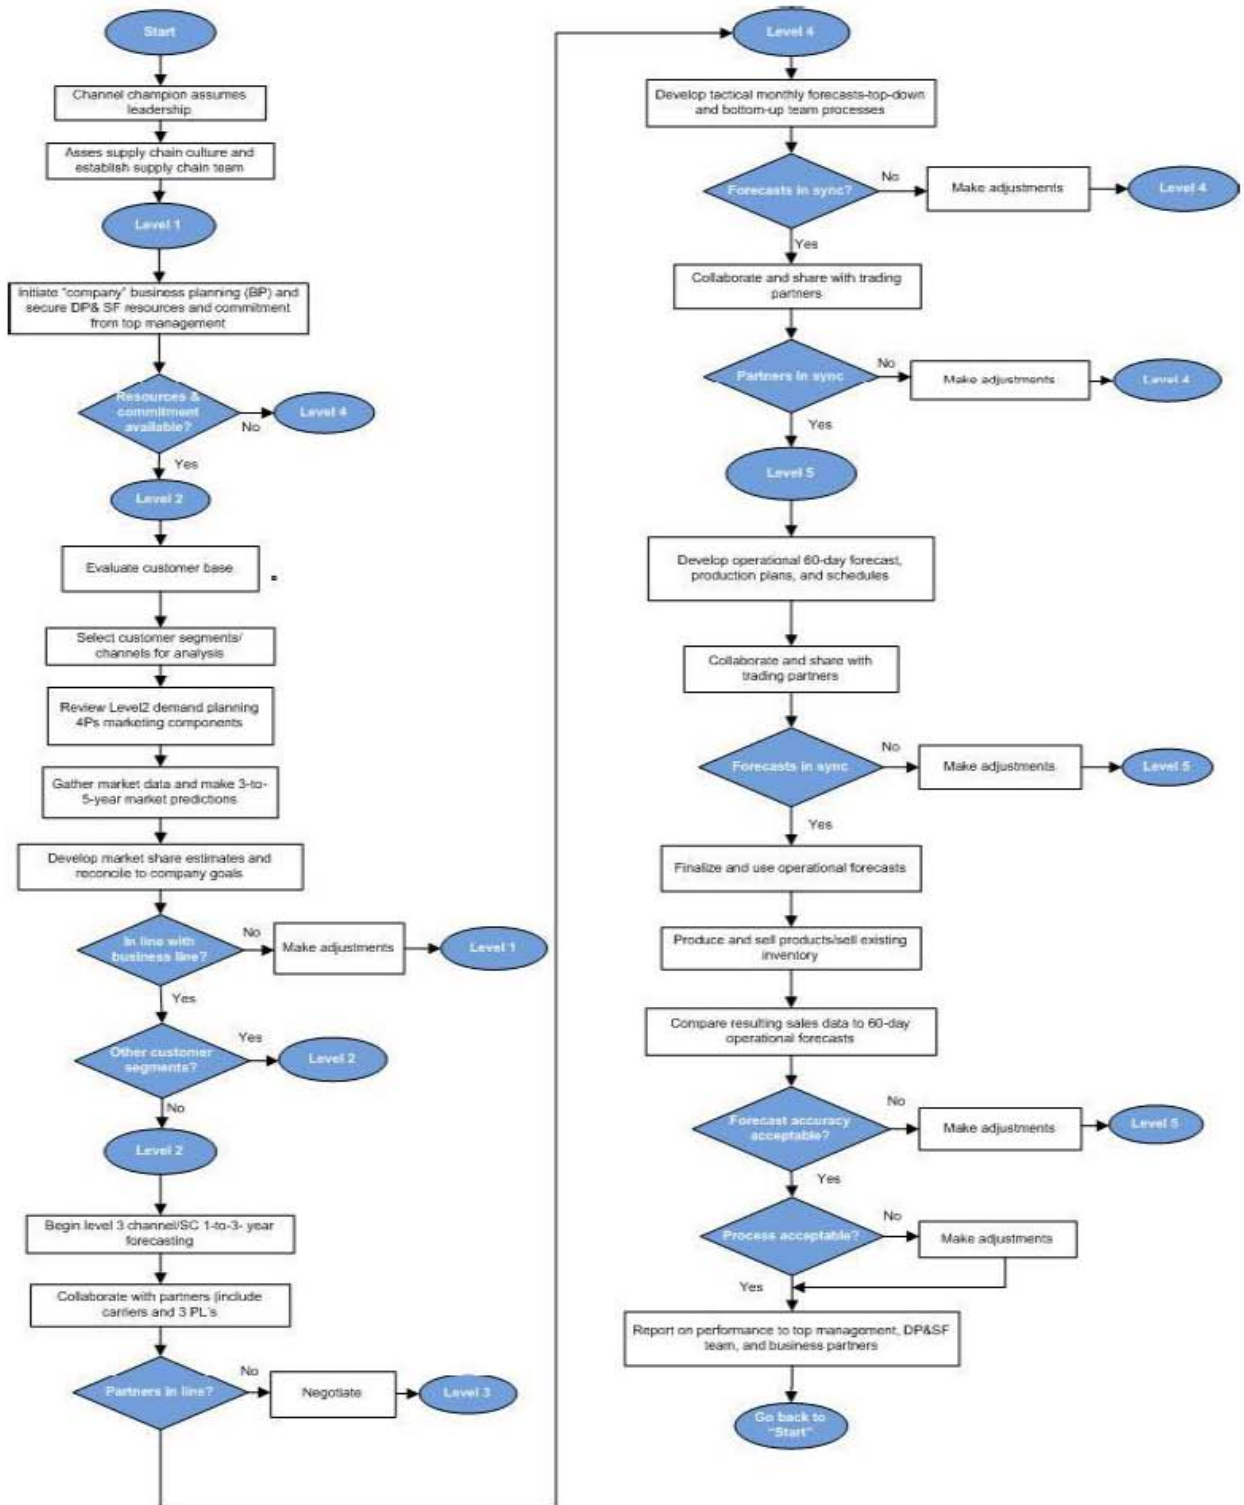 Start
Channel champion assumes
leadership
Asses supply chain culture and
establish supply chain team
Level 1
Initiate "company" business planning (BP) and
secure DP& SF resources and commitment
from top management
Resources &
commitment
available?
No
Level 4
Yes
Level 2
Evaluate customer base
Select customer segments/
channels for analysis
Review Level2 demand planning
4Ps marketing components
Gather market data and make 3-to-
5-year market predictions
Develop market share estimates and
reconcile to company goals
In line with
business line?
No
Make adjustments
Level 1
Yes
Other customer
segments?
Yes
Level 2
No
Level 2
Begin level 3 channel/SC 1-to-3- year
forecasting
Collaborate with partners (include
carriers and 3 PL's
Partners in line?
No
Negotiate
Level 3
Level 4
Develop tactical monthly forecasts-top-down
and bottom-up team processes
Forecasts in sync?
No
Make adjustments
Level 4
Yes
Collaborate and share with trading
partners
Partners in sync
No
Make adjustments
Level 4
Yes
Level 5
Develop operational 60-day forecast,
production plans, and schedules
Collaborate and share with
trading partners
Forecasts in sync
No
Make adjustments
Level 5
Yes
Finalize and use operational forecasts
Produce and sell products/sell existing
inventory
Compare resulting sales data to 60-day
operational forecasts
Forecast accuracy
acceptable?
No
Make adjustments
Level 5
Yes
Process acceptable?
No
Make adjustments
Yes
Report on performance to top management, DP&SF
team, and business partners
Go back to
"Start"